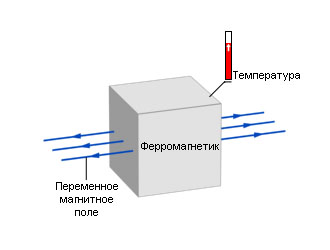 Температура
Ферромагнетик
Переменное
магнитное
поле